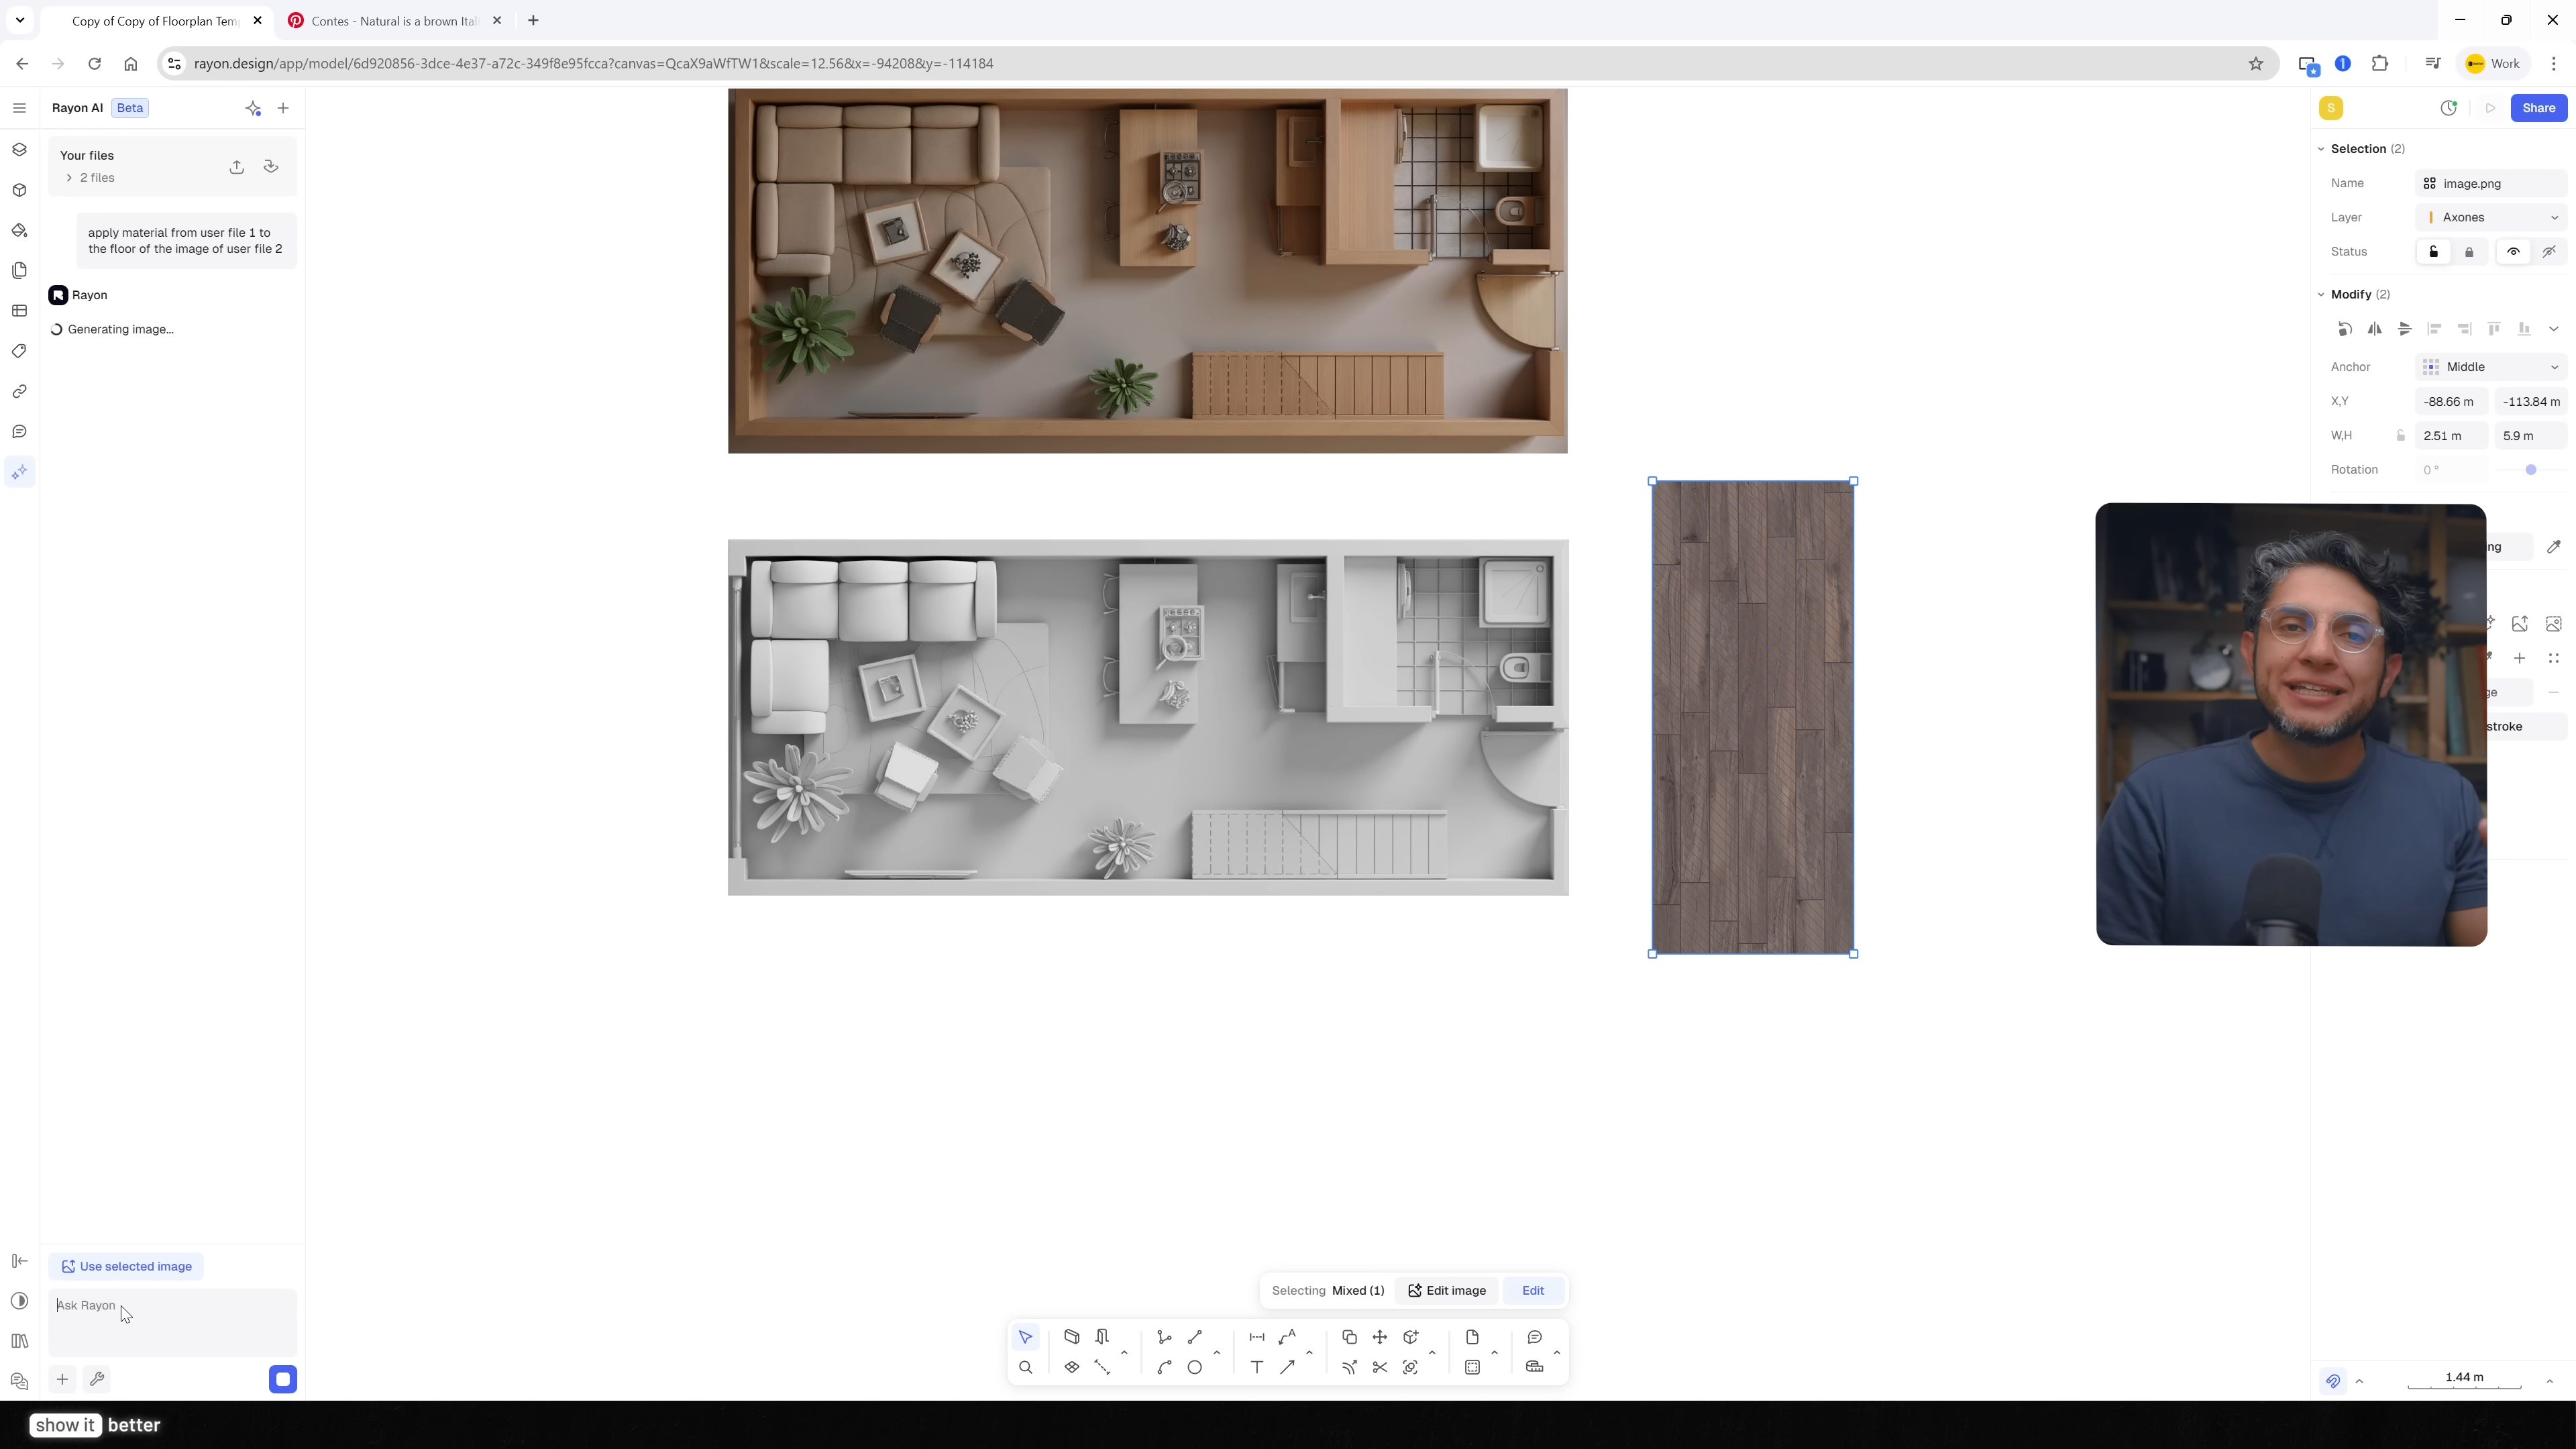 Copy of Copy of Floorplan Tem
Contes - Natural is a brown Ital
rayon.design/app/model/6d920856-3dce-4e37-a72c-349f8e95fcca?canvas=QcaX9aWfTW1&scale=12.56&x=-94208&y=-114184
Work
Rayon AI Beta
S
Share
Your files
2 files
apply material from user file 1 to
the floor of the image of user file 2
Rayon
Generating image...
Selection (2)
Name image.png
Layer Axones
Status
Modify (2)
Anchor Middle
X,Y -88.66 m -113.84 m
W,H 2.51 m 5.9 m
Rotation 0 °
ng
ge
stroke
Use selected image
Ask Rayon
Selecting Mixed (1) Edit image Edit
1.44 m
show it better